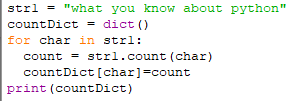 str1 = "what you know about python"
countDict = dict()
for char in str1:
  count = str1.count(char)
  countDict[char]=count
print(countDict)